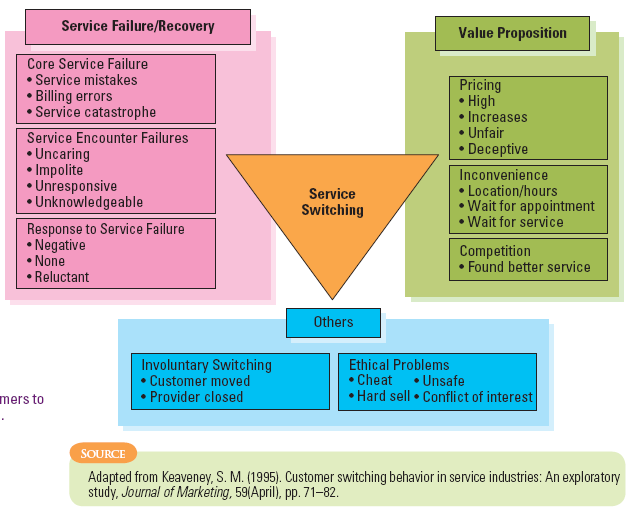 Service Failure/Recovery
Core Service Failure
• Service mistakes
• Billing errors
• Service catastrophe
Service Encounter Failures
• Uncaring
• Impolite
• Unresponsive
• Unknowledgeable
Response to Service Failure
• Negative
• None
• Reluctant
Service
Switching
Value Proposition
Pricing
• High
• Increases
• Unfair
• Deceptive
Inconvenience
• Location/hours
• Wait for appointment
• Wait for service
Competition
• Found better service
Others
Involuntary Switching
• Customer moved
• Provider closed
Ethical Problems
• Cheat • Unsafe
• Hard sell • Conflict of interest
mers to
.
SOURCE
Adapted from Keaveney, S. M. (1995). Customer switching behavior in service industries: An exploratory
study, Journal of Marketing, 59(April), pp. 71–82.